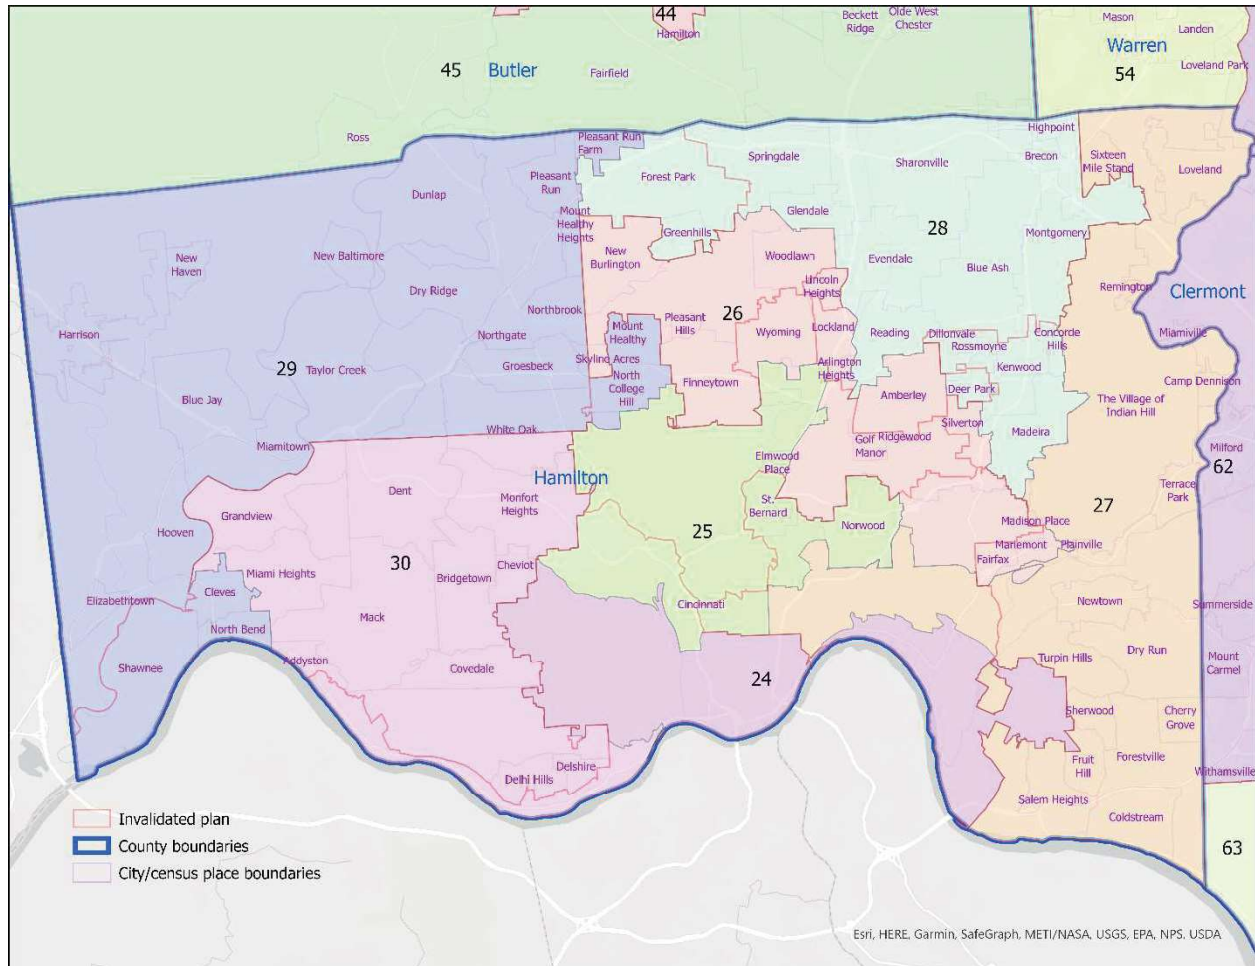 44
Hamilton
Beckett
Ridge
Olde West
Chester
Mason
Landen
Warren
54
Loveland Park
45
Butler
Fairfield
Ross
Pleasant Run
Farm
Highpoint
Springdale
Sharonville
Brecon
Sixteen
Mile Stand
Loveland
Forest Park
Pleasant
Run
Dunlap
Mount
Healthy
Heights
Glendale
28
Greenhills
Montgomery
New
Haven
New Baltimore
New
Burlington
Woodlawn
Evendale
Blue Ash
Lincoln
Heights
Dry Ridge
Remington
Clermont
Northbrook
Pleasant
Hills
26
Harrison
Mount
Healthy
Wyoming
Lockland
Reading
Dillonvale
Rossmoyne
Concorde
Hills
Miamiville
Northgate
29
Taylor Creek
Groesbeck
Skyline Acres
North
College
Hill
Finneytown
Arlington
Heights
Kenwood
Camp Dennison
Blue Jay
Amberley
Deer Park
The Village of
Indian Hill
Silverton
White Oak
Madeira
Miamitown
Golf
Manor
Ridgewood
Milford
Elmwood
Place
62
Hamilton
Dent
Monfort
Heights
Terrace
Park
St.
Bernard
27
Grandview
Norwood
Madison Place
25
Hooven
Mariemont
Plainville
30
Cheviot
Fairfax
Miami Heights
Bridgetown
Cleves
Elizabethtown
Cincinnati
Newtown
Summerside
Mack
North Bend
Dry Run
Turpin Hills
Mount
Carmel
Addyston
Shawnee
Covedale
24
Sherwood
Cherry
Grove
Fruit
Hill
Forestville
Withamsville
Delshire
Delhi Hills
Salem Heights
Coldstream
63
Invalidated plan
County boundaries
City/census place boundaries
Esri, HERE, Garmin, SafeGraph, METI/NASA, USGS, EPA, NPS. USDA